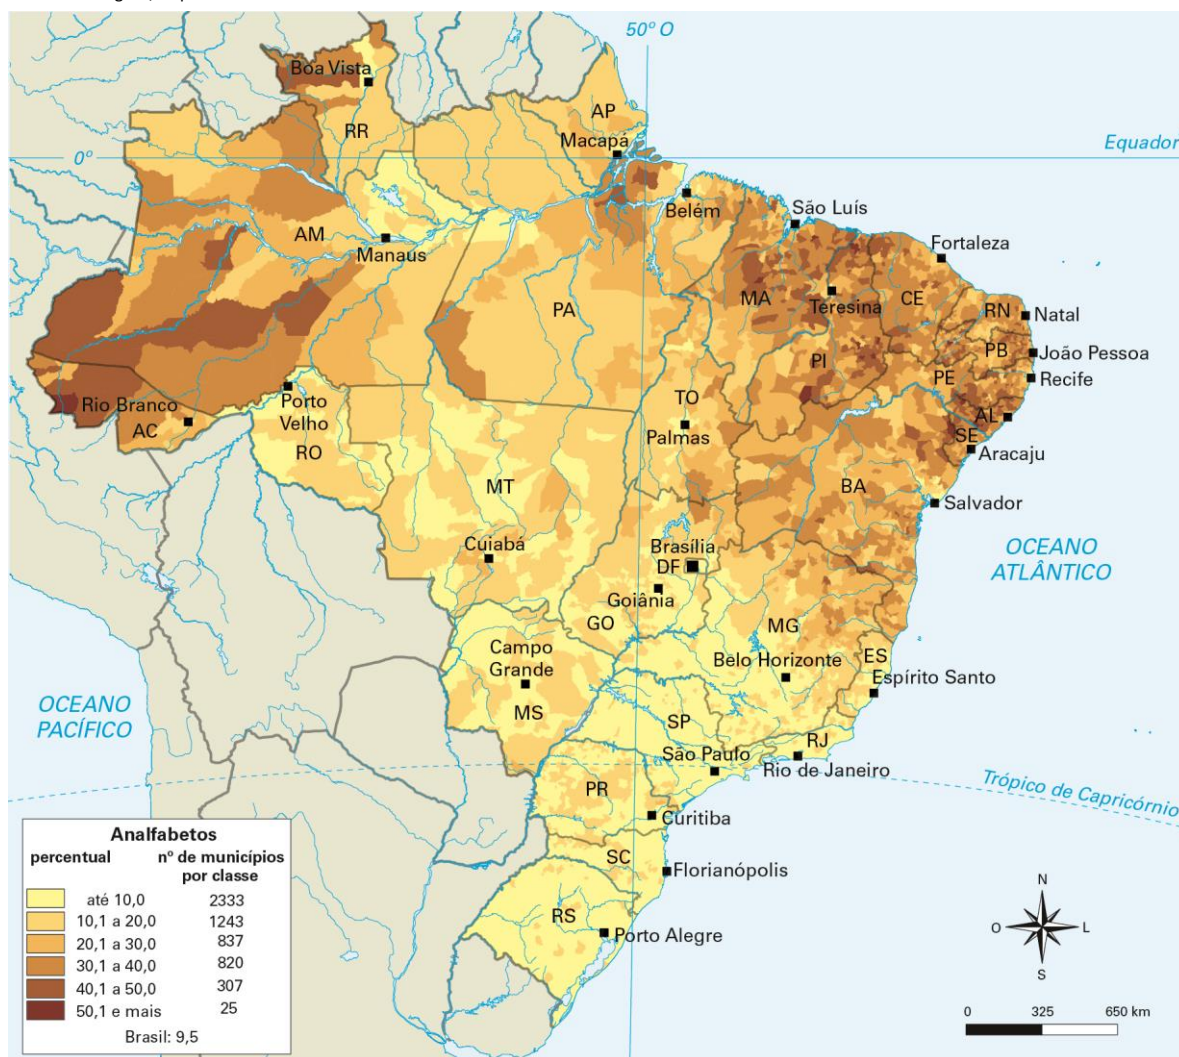 50º O
Boa Vista
AP
RR
Macapá
Equador
0º
Belém
São Luís
AM
Manaus
Fortaleza
PA
MA
Teresina
CE
RN
Natal
PB
João Pessoa
PI
PE
Recife
Rio Branco
Porto
Velho
TO
AC
AL
Palmas
SE
Aracaju
RO
MT
BA
Salvador
Cuiabá
Brasília
DF
OCEANO
ATLÂNTICO
Goiânia
GO
MG
Campo
Grande
Belo Horizonte
ES
Espírito Santo
OCEANO
PACÍFICO
MS
SP
RJ
São Paulo
Rio de Janeiro
Trópico de Capricórnio
PR
Curitiba
SC
Florianópolis
RS
Porto Alegre
Analfabetos
percentual nº de municípios
por classe
até 10,0 2333
10,1 a 20,0 1243
20,1 a 30,0 837
30,1 a 40,0 820
40,1 a 50,0 307
50,1 e mais 25
Brasil: 9,5
N
O L
S
0 325 650 km